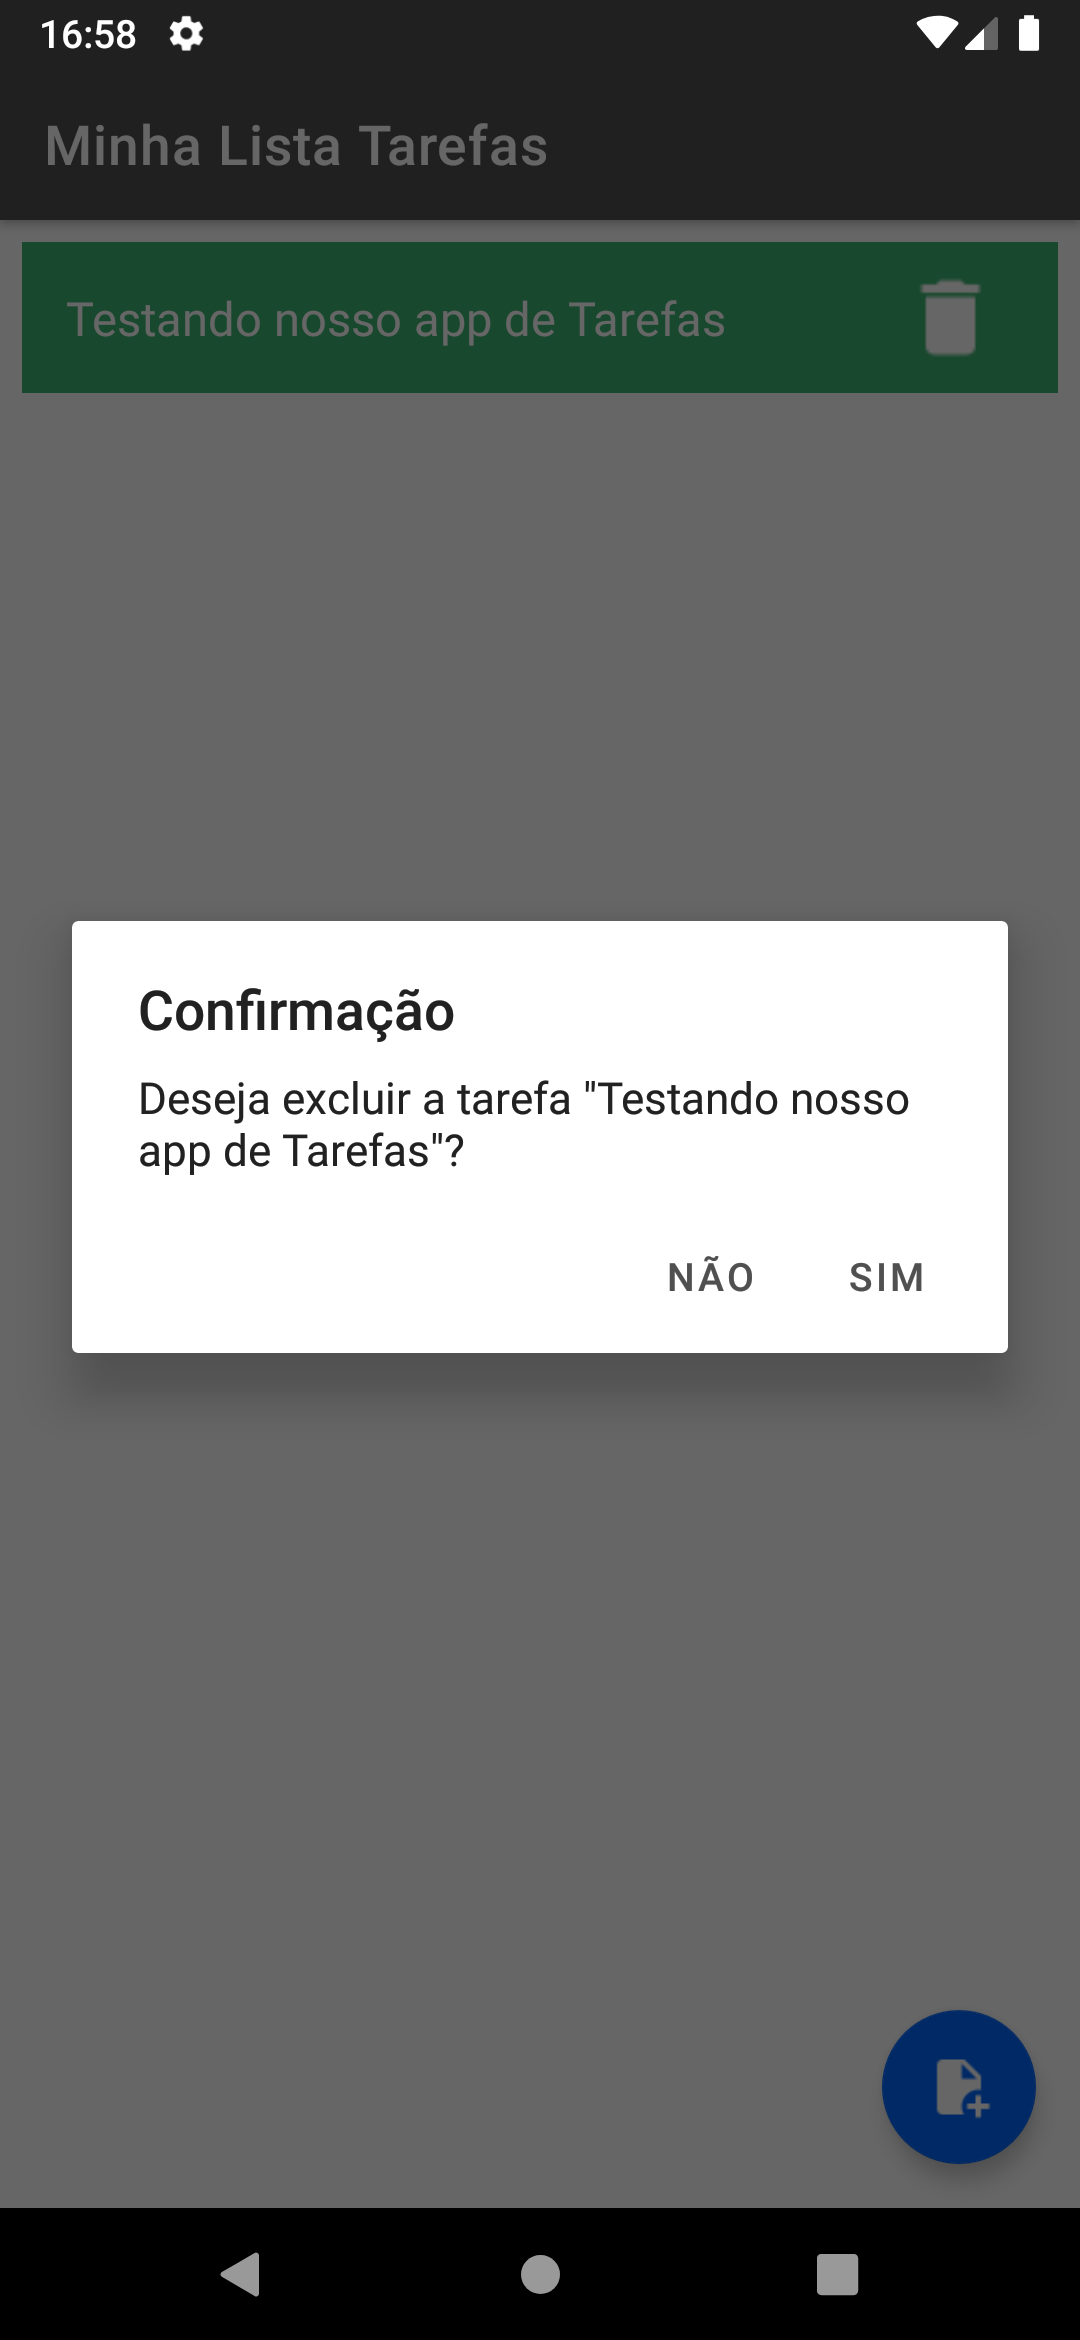 16:58
Minha Lista Tarefas
Testando nosso app de Tarefas
Confirmação
Deseja excluir a tarefa "Testando nosso
app de Tarefas"?
NÃO SIM